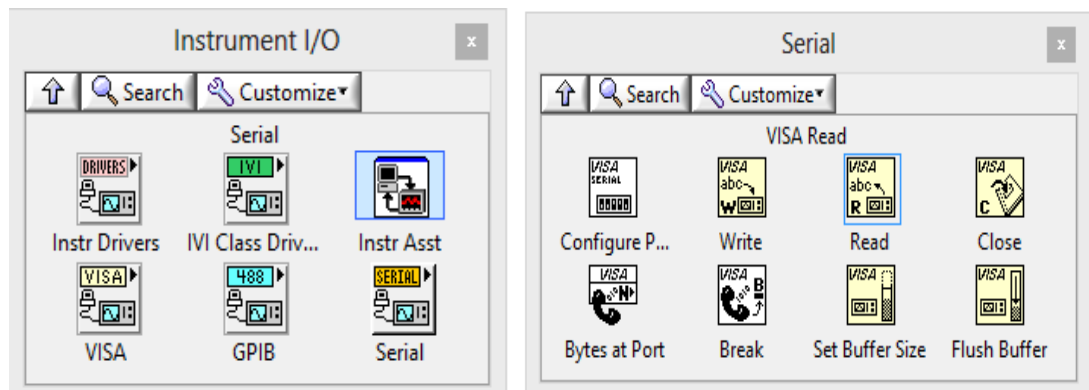 Instrument I/O
x
Search
Customize
Serial
DRIVERS
IVI
Instr Drivers
IVI Class Driv...
Instr Asst
VISA
488
SERIAL
VISA
GPIB
Serial
Serial
x
Search
Customize
VISA Read
VISA SERIAL
VISA abc W
VISA abc R
VISA C
Configure P...
Write
Read
Close
VISA N
VISA B
VISA
VISA
Bytes at Port
Break
Set Buffer Size
Flush Buffer